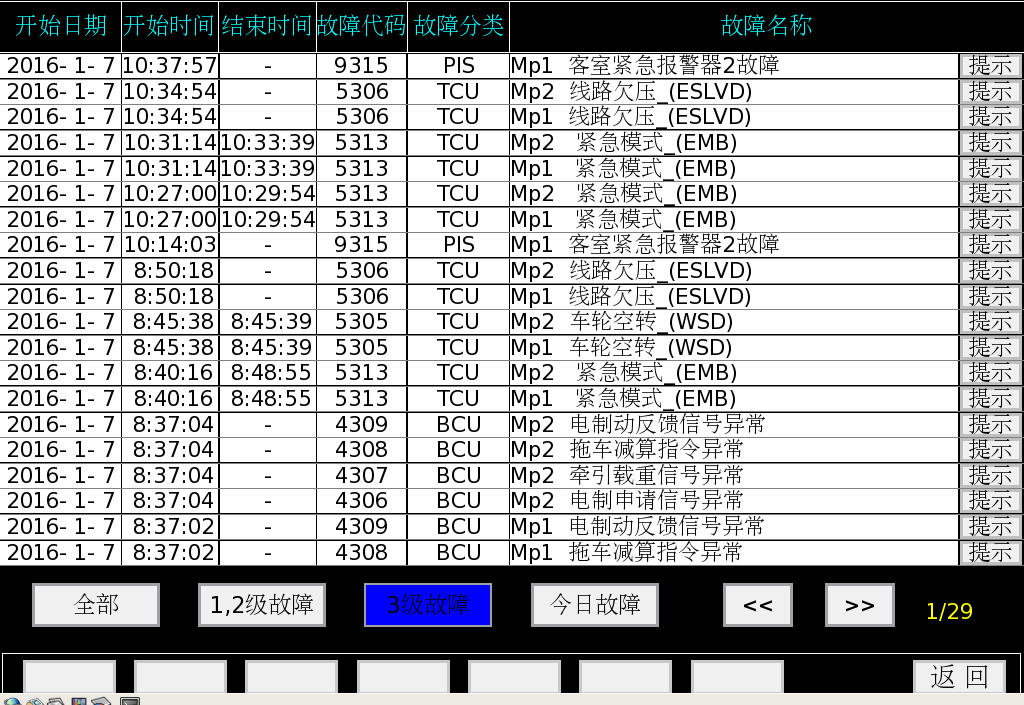 开始日期 开始时间 结束时间 故障代码 故障分类 故障名称
2016- 1- 7 10:37:57 - 9315 PIS Mp1 客室紧急报警器2故障 提示
2016- 1- 7 10:34:54 - 5306 TCU Mp2 线路欠压_(ESLVD) 提示
2016- 1- 7 10:34:54 - 5306 TCU Mp1 线路欠压_(ESLVD) 提示
2016- 1- 7 10:31:14 10:33:39 5313 TCU Mp2 紧急模式_(EMB) 提示
2016- 1- 7 10:31:14 10:33:39 5313 TCU Mp1 紧急模式_(EMB) 提示
2016- 1- 7 10:27:00 10:29:54 5313 TCU Mp2 紧急模式_(EMB) 提示
2016- 1- 7 10:27:00 10:29:54 5313 TCU Mp1 紧急模式_(EMB) 提示
2016- 1- 7 10:14:03 - 9315 PIS Mp1 客室紧急报警器2故障 提示
2016- 1- 7 8:50:18 - 5306 TCU Mp2 线路欠压_(ESLVD) 提示
2016- 1- 7 8:50:18 - 5306 TCU Mp1 线路欠压_(ESLVD) 提示
2016- 1- 7 8:45:38 8:45:39 5305 TCU Mp2 车轮空转_(WSD) 提示
2016- 1- 7 8:45:38 8:45:39 5305 TCU Mp1 车轮空转_(WSD) 提示
2016- 1- 7 8:40:16 8:48:55 5313 TCU Mp2 紧急模式_(EMB) 提示
2016- 1- 7 8:40:16 8:48:55 5313 TCU Mp1 紧急模式_(EMB) 提示
2016- 1- 7 8:37:04 - 4309 BCU Mp2 电制动反馈信号异常 提示
2016- 1- 7 8:37:04 - 4308 BCU Mp2 拖车减算指令异常 提示
2016- 1- 7 8:37:04 - 4307 BCU Mp2 牵引载重信号异常 提示
2016- 1- 7 8:37:04 - 4306 BCU Mp2 电制申请信号异常 提示
2016- 1- 7 8:37:02 - 4309 BCU Mp1 电制动反馈信号异常 提示
2016- 1- 7 8:37:02 - 4308 BCU Mp1 拖车减算指令异常 提示
全部 1,2级故障 3级故障 今日故障 << >> 1/29
返 回